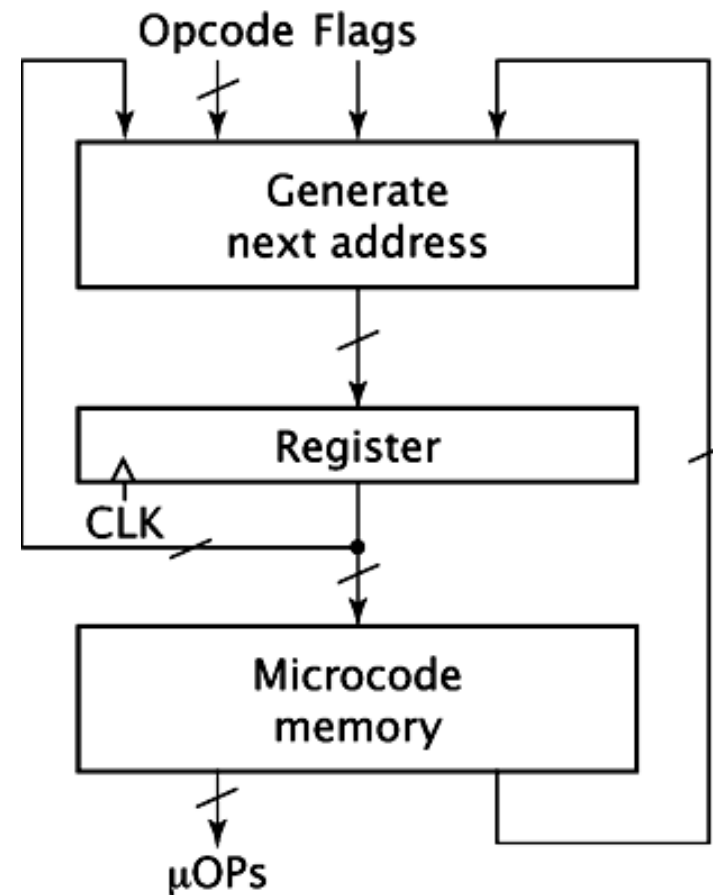 Opcode Flags
Generate
next address
Register
CLK
Microcode
memory
μOPs